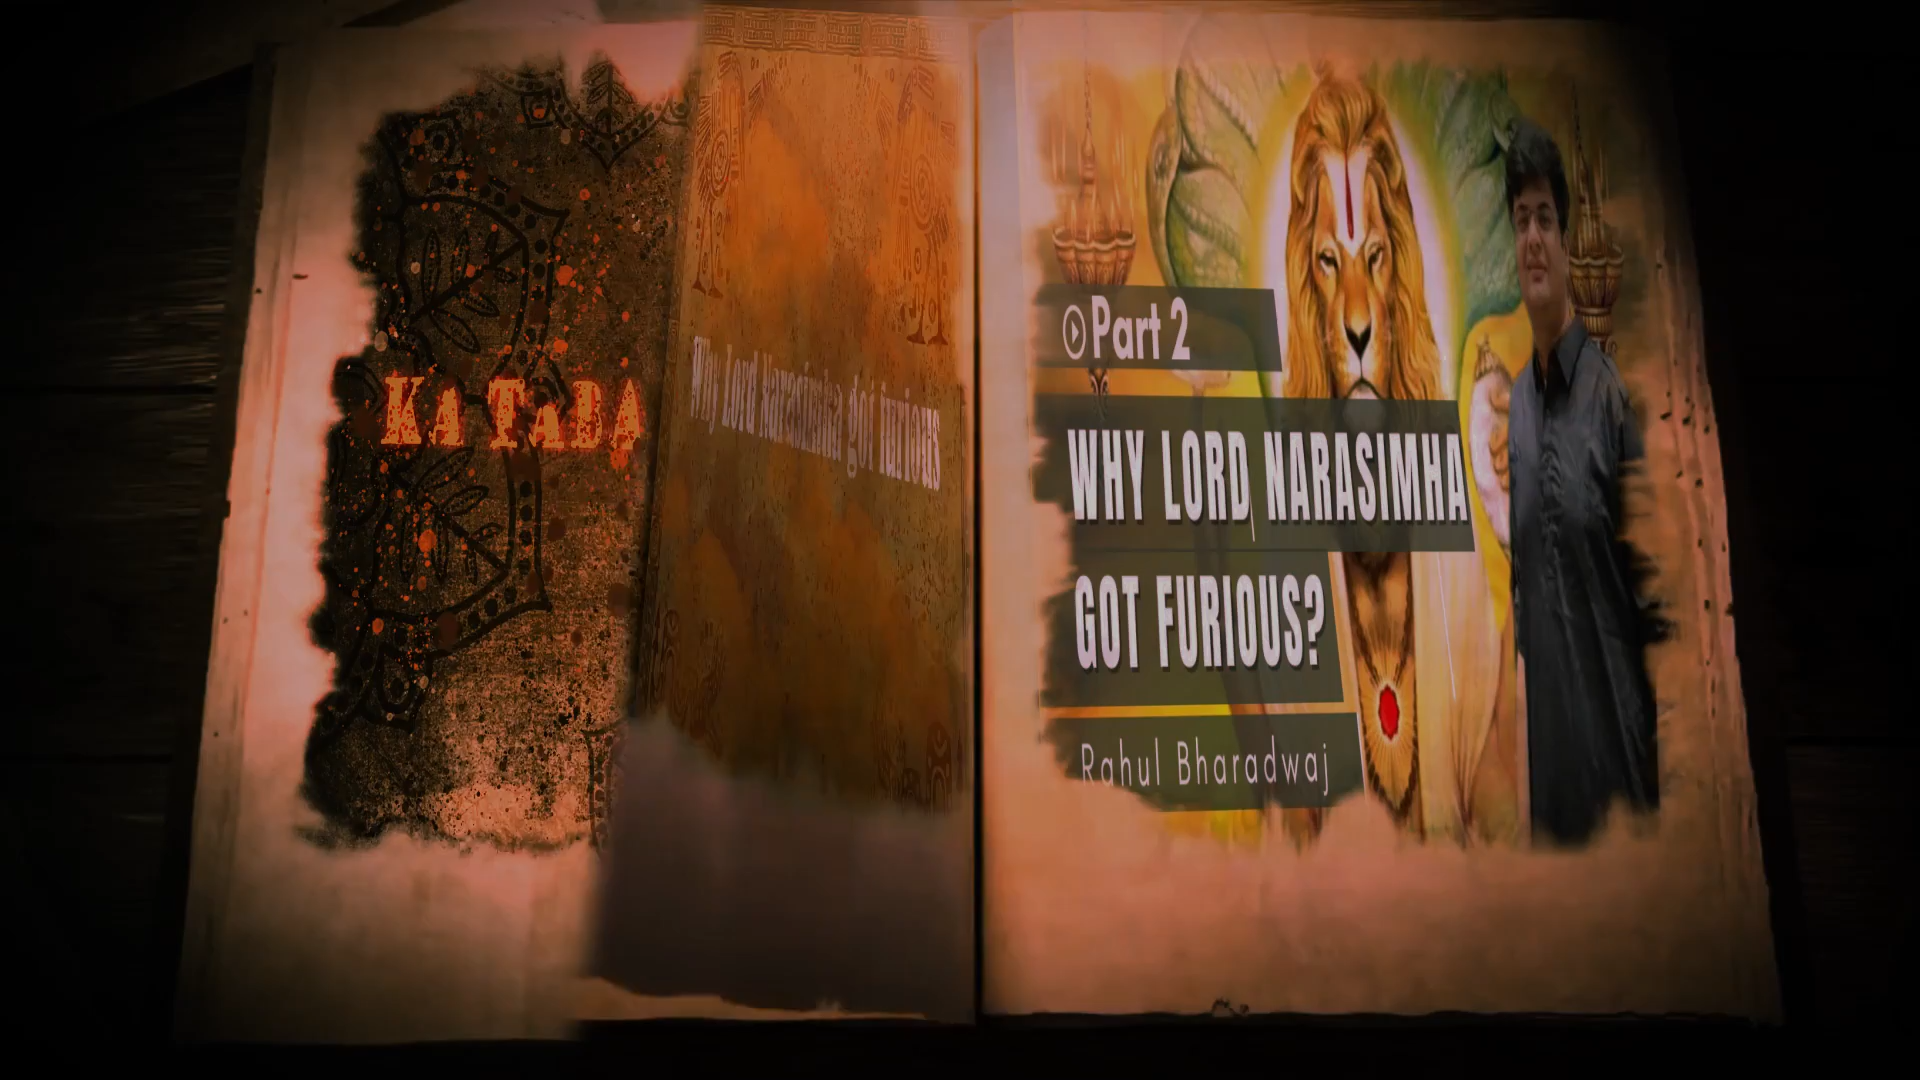 Ka Taba
Why Lord Narasimha got furious
Part 2
WHY LORD NARASIMHA
GOT FURIOUS?
Rahul Bharadwaj